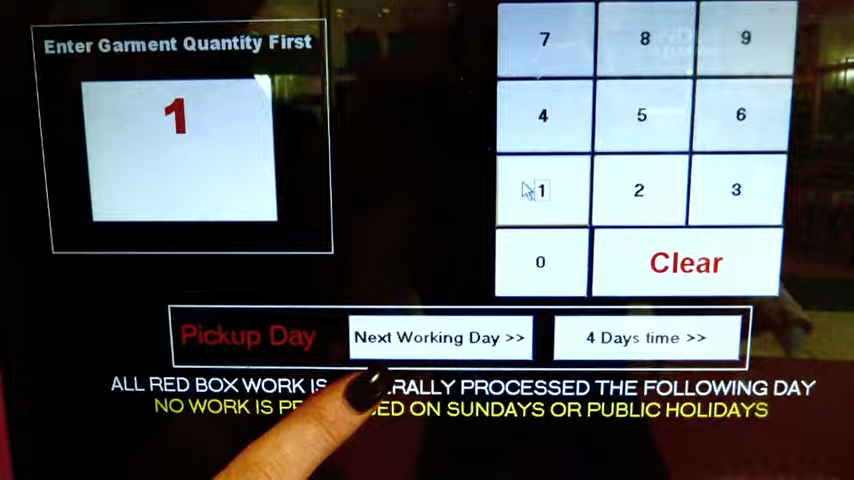 Enter Garment Quantity First
1
7 8 9
4 5 6
1 2 3
0 Clear
Pickup Day Next Working Day >> 4 Days time >>
ALL RED BOX WORK IS PROCESSED THE FOLLOWING DAY
NO WORK IS ON SUNDAYS OR PUBLIC HOLIDAYS